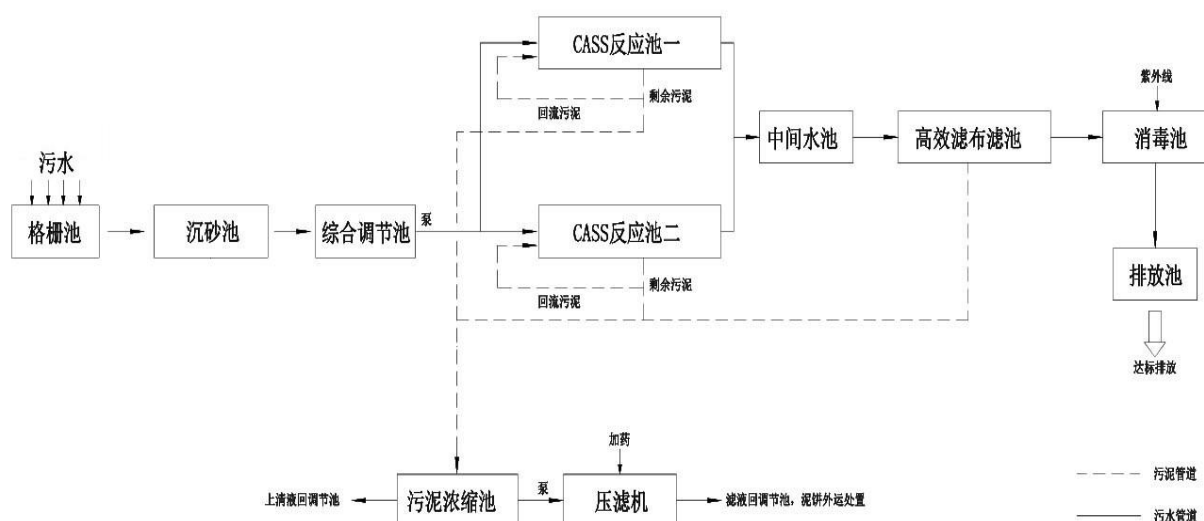 CASS反应池一
剩余污泥
回流污泥
紫外线
中间水池
高效滤布滤池
消毒池
污水
格栅池
沉砂池
综合调节池
泵
CASS反应池二
剩余污泥
回流污泥
排放池
达标排放
加药
上清液回调节池
污泥浓缩池
泵
压滤机
滤液回调节池，泥饼外运处置
污泥管道
污水管道